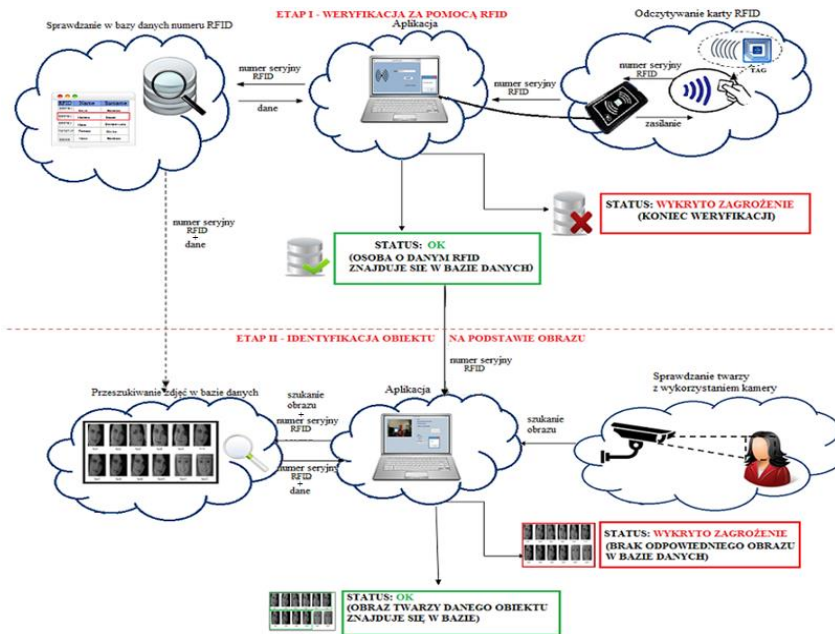 ETAP I - WERYFIKACJA ZA POMOCĄ RFID
Sprawdzanie w bazy danych numeru RFID
Aplikacja
Odczytywanie karty RFID
numer seryjny
RFID
dane
numer seryjny
RFID
numer seryjny
RFID
TAG
zasilanie
RFID
numer seryjny
RFID
+
dane
STATUS: WYKRYTO ZAGROŻENIE
(KONIEC WERYFIKACJI)
STATUS: OK
(OSOBA O DANYM RFID
ZNAJDUJE SIE W BAZIE DANYCH)
ETAP II - IDENTYFIKACJA OBIEKTU NA PODSTAWIE OBRAZU
numer seryjny
RFID
Przeszukiwanie zdjęć w bazie danych
Aplikacja
Sprawdzanie twarzy
z wykorzystaniem kamery
szukanie
obrazu
+
numer seryjny
RFID
numer seryjny
RFID
+
dane
szukanie
obrazu
STATUS: WYKRYTO ZAGROŻENIE
(BRAK ODPOWIEDNIEGO OBRAZU
W BAZIE DANYCH)
STATUS: OK
(OBRAZ TWARZY DANEGO OBIEKTU
ZNAJDUJE SIĘ W BAZIE)